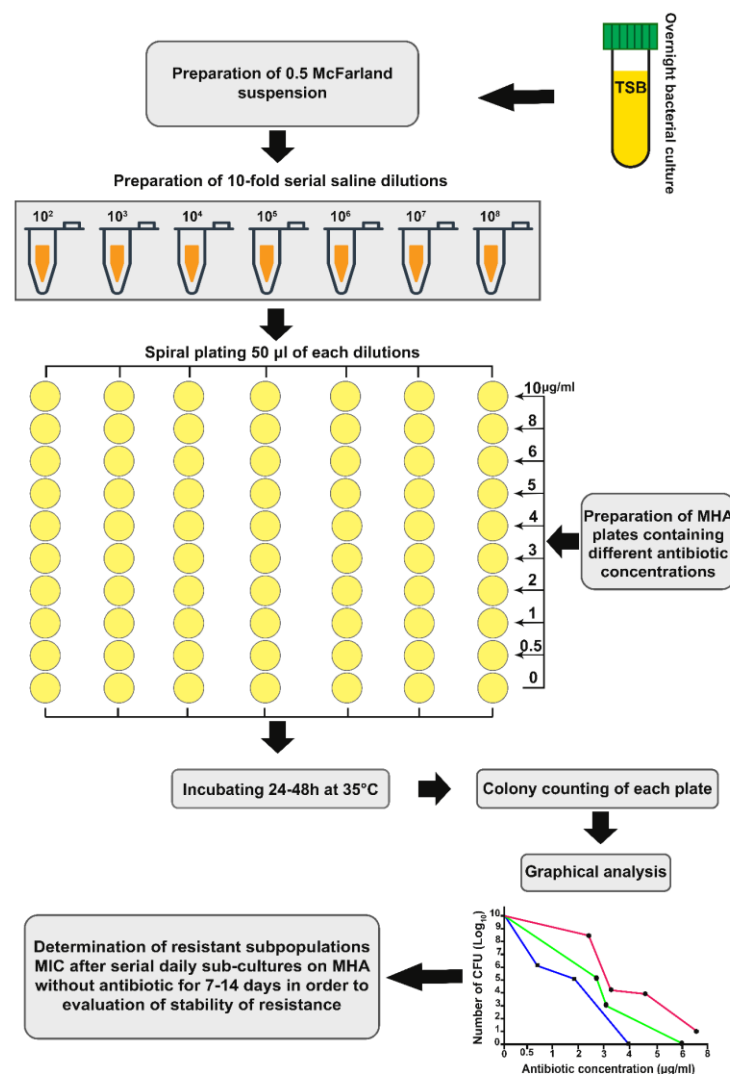 Overnight bacterial culture
TSB
Preparation of 0.5 McFarland
suspension
Preparation of 10-fold serial saline dilutions
10² 10³ 10⁴ 10⁵ 10⁶ 10⁷ 10⁸
Spiral plating 50 µl of each dilutions
10µg/ml
8
6
5
4
3
2
1
0.5
0
Preparation of MHA
plates containing
different antibiotic
concentrations
Incubating 24-48h at 35°C
Colony counting of each plate
Graphical analysis
Number of CFU (Log₁₀)
10
9
8
7
6
5
4
3
2
1
0
0 0.5 1 2 3 4 5 6 7 8
Antibiotic concentration (µg/ml)
Determination of resistant subpopulations
MIC after serial daily sub-cultures on MHA
without antibiotic for 7-14 days in order to
evaluation of stability of resistance